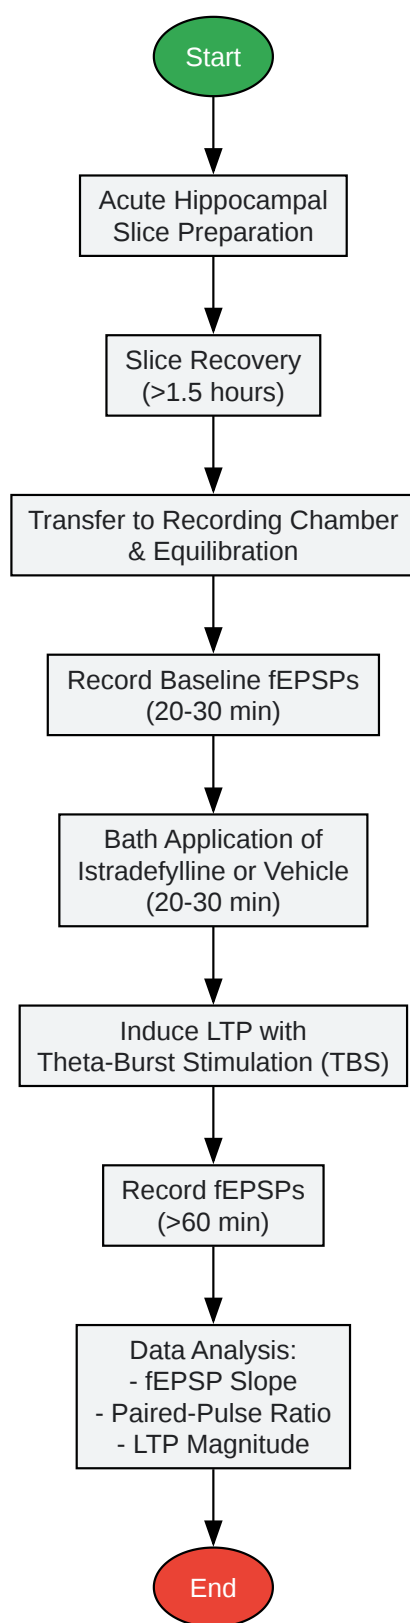 Start
Acute Hippocampal
Slice Preparation
Slice Recovery
(>1.5 hours)
Transfer to Recording Chamber
& Equilibration
Record Baseline fEPSPs
(20-30 min)
Bath Application of
Istradefylline or Vehicle
(20-30 min)
Induce LTP with
Theta-Burst Stimulation (TBS)
Record fEPSPs
(>60 min)
Data Analysis:
- fEPSP Slope
- Paired-Pulse Ratio
- LTP Magnitude
End